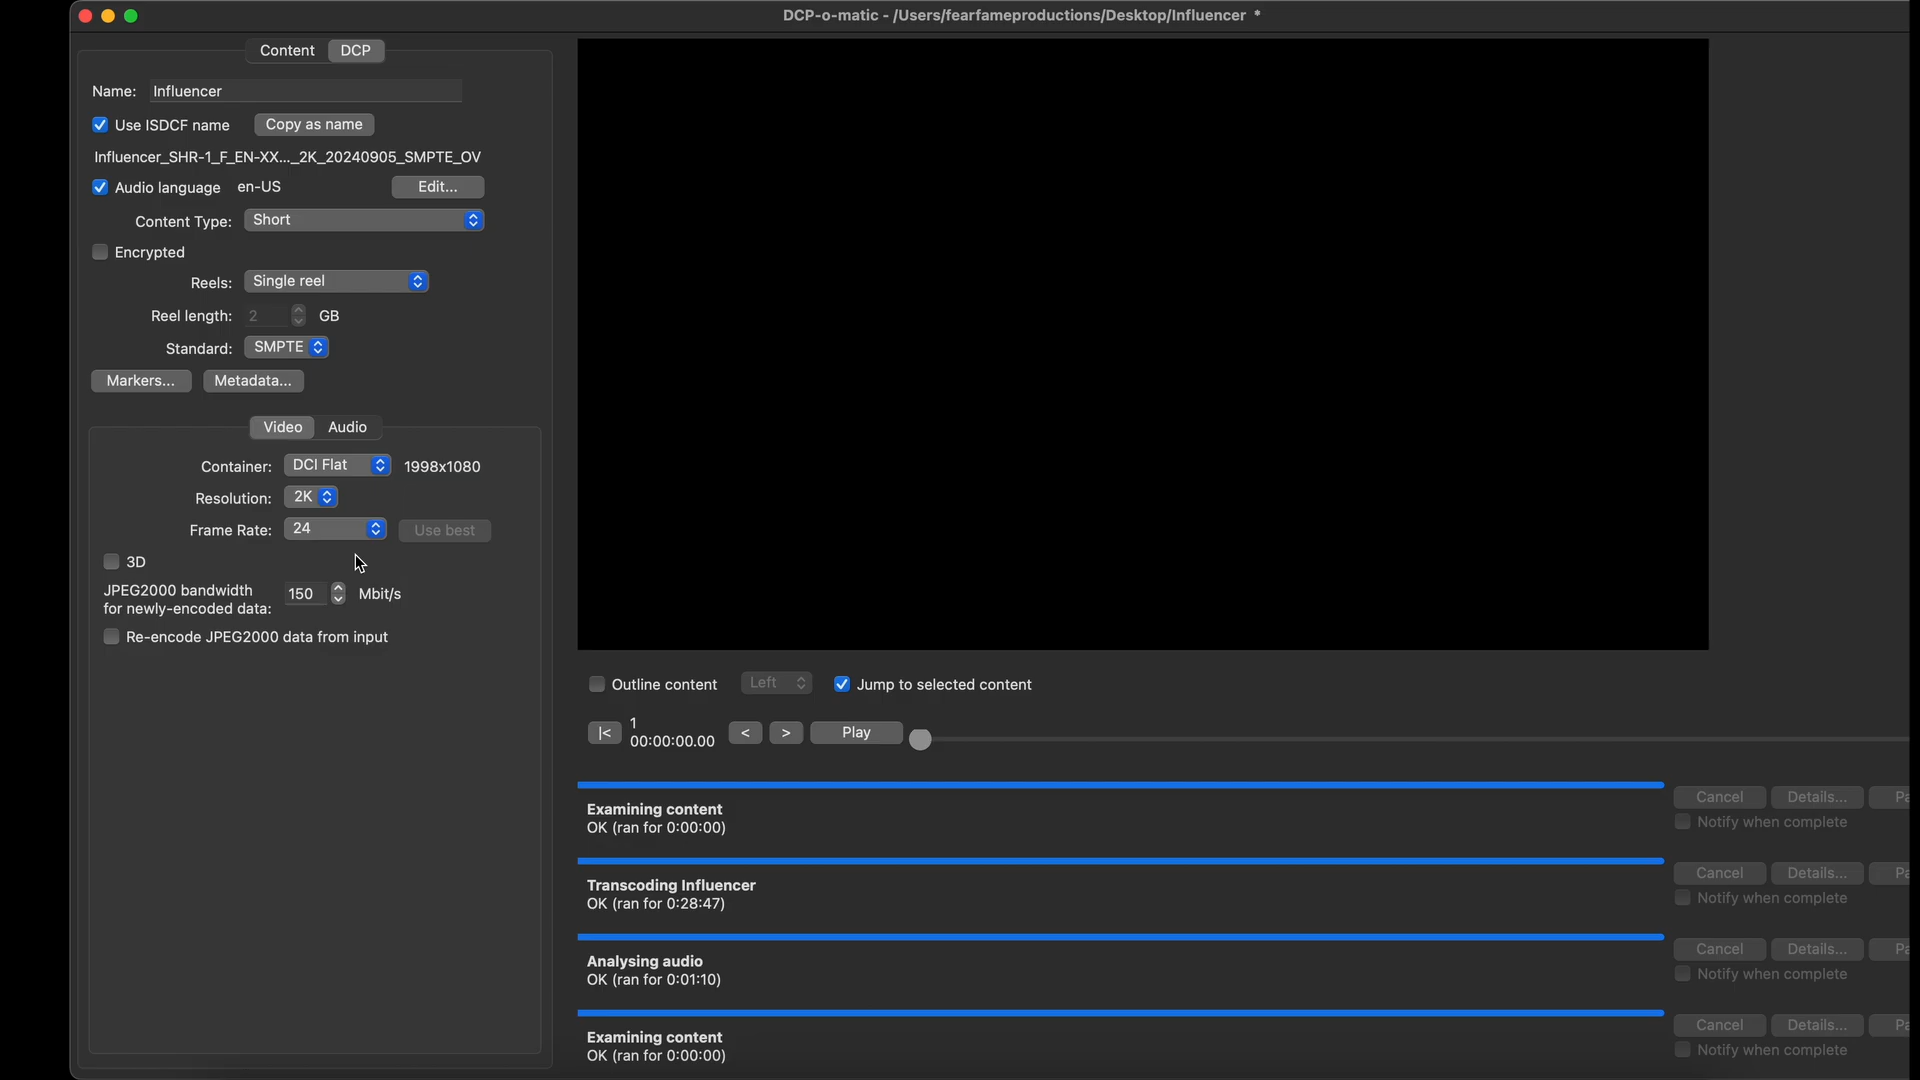 DCP-o-matic - /Users/fearfameproductions/Desktop/Influencer *
Content DCP
Name: Influencer
Use ISDCF name Copy as name
Influencer_SHR-1_F_EN-XX..._2K_20240905_SMPTE_OV
Audio language en-US Edit...
Content Type: Short
Encrypted
Reels: Single reel
Reel length: 2 GB
Standard: SMPTE
Markers... Metadata...
Video Audio
Container: DCI Flat 1998x1080
Resolution: 2K
Frame Rate: 24 Use best
3D
JPEG2000 bandwidth
for newly-encoded data: 150 Mbit/s
Re-encode JPEG2000 data from input
Outline content Left Jump to selected content
|< 1
00:00:00.00 < > Play
Examining content
OK (ran for 0:00:00)
Cancel Details...
Notify when complete
Transcoding Influencer
OK (ran for 0:28:47)
Cancel Details...
Notify when complete
Analysing audio
OK (ran for 0:01:10)
Cancel Details...
Notify when complete
Examining content
OK (ran for 0:00:00)
Cancel Details...
Notify when complete